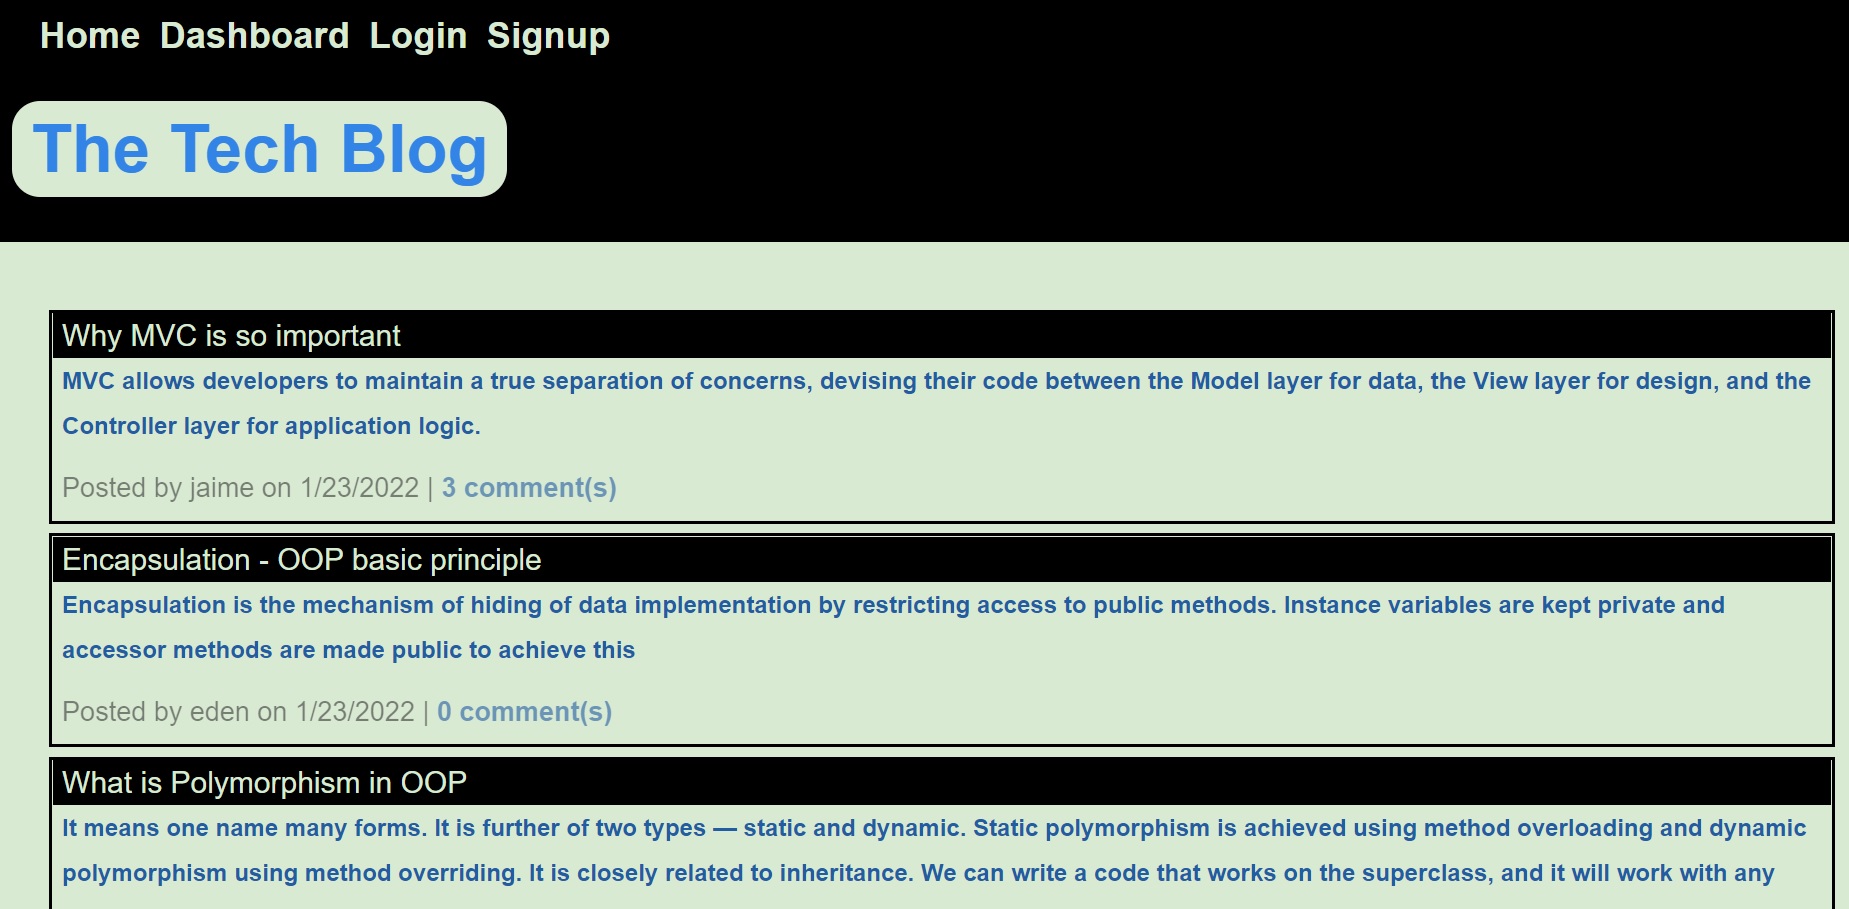 Home Dashboard Login Signup
The Tech Blog
Why MVC is so important
MVC allows developers to maintain a true separation of concerns, devising their code between the Model layer for data, the View layer for design, and the
Controller layer for application logic.
Posted by jaime on 1/23/2022 | 3 comment(s)
Encapsulation - OOP basic principle
Encapsulation is the mechanism of hiding of data implementation by restricting access to public methods. Instance variables are kept private and
accessor methods are made public to achieve this
Posted by eden on 1/23/2022 | 0 comment(s)
What is Polymorphism in OOP
It means one name many forms. It is further of two types — static and dynamic. Static polymorphism is achieved using method overloading and dynamic
polymorphism using method overriding. It is closely related to inheritance. We can write a code that works on the superclass, and it will work with any